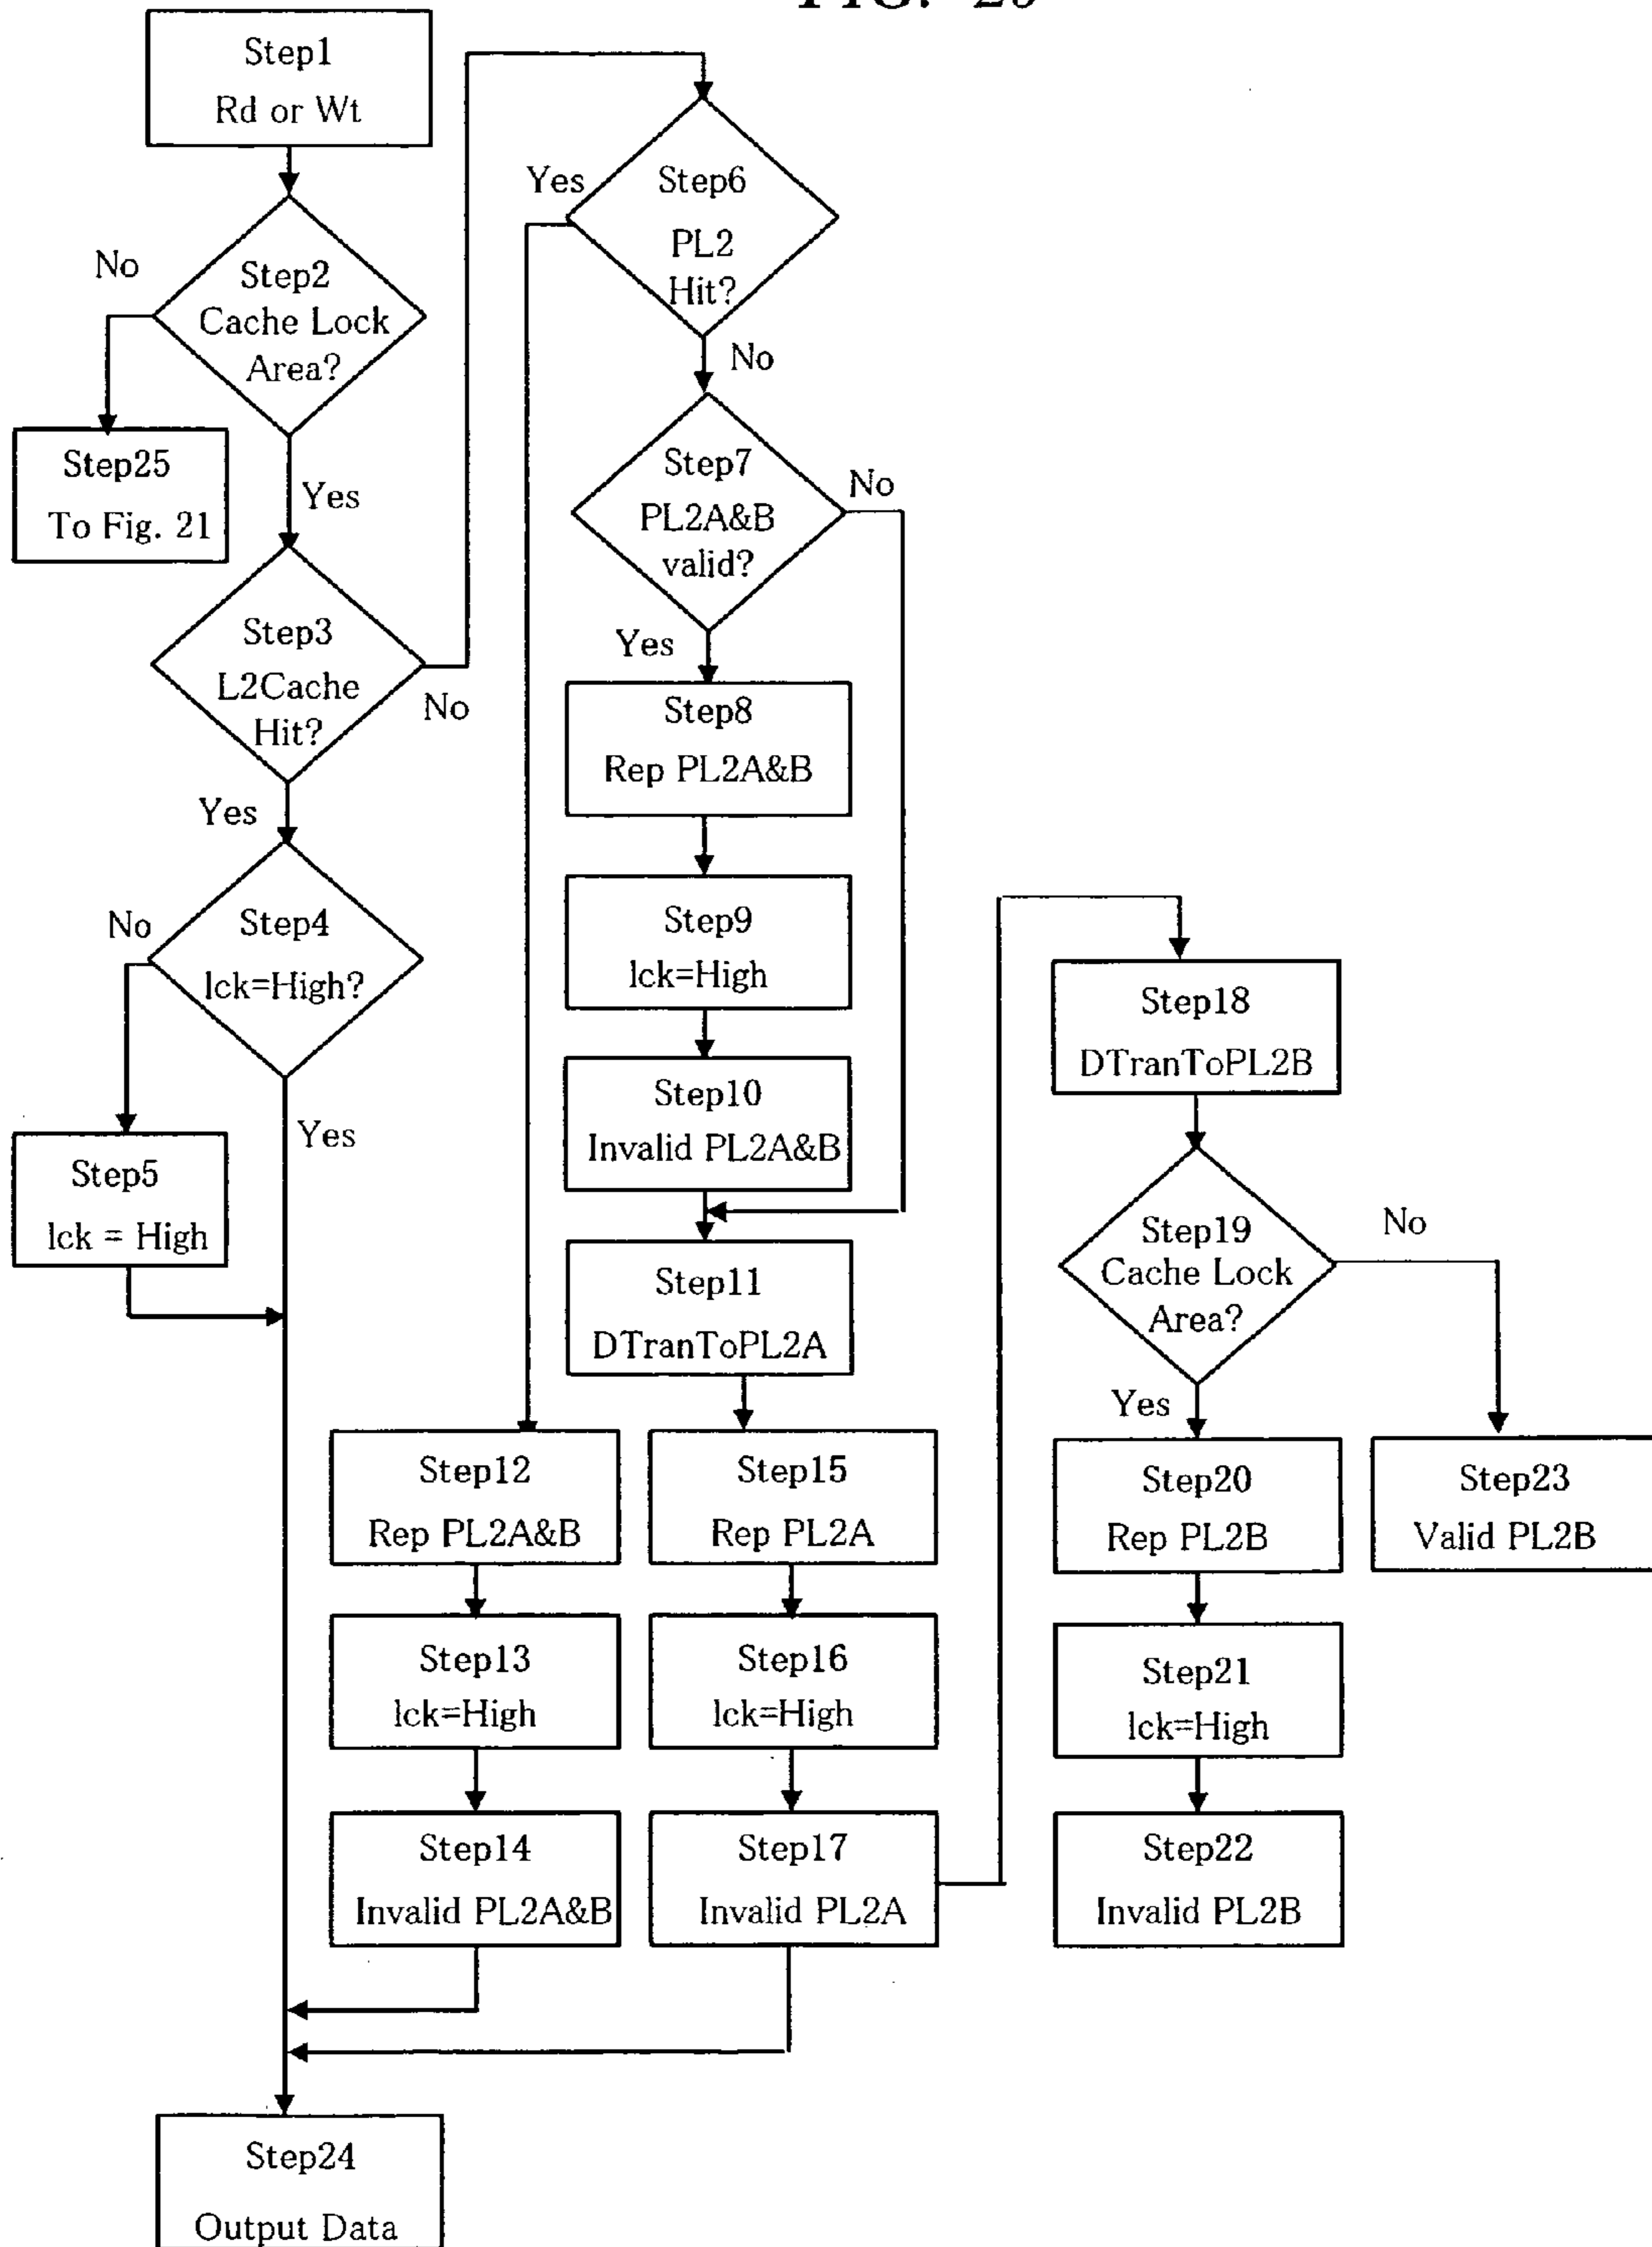 Step1
Rd or Wt
No
Step2
Cache Lock
Area?
Step25
To Fig. 21
Yes
Step3
L2Cache
Hit?
No
Yes
No
Step4
lck=High?
Yes
Step5
lck = High
Yes
Step6
PL2
Hit?
No
Step7
PL2A&B
valid?
No
Yes
Step8
Rep PL2A&B
Step9
lck=High
Step10
Invalid PL2A&B
Step11
DTranToPL2A
Step12
Rep PL2A&B
Step13
lck=High
Step14
Invalid PL2A&B
Step15
Rep PL2A
Step16
lck=High
Step17
Invalid PL2A
Step18
DTranToPL2B
Step19
Cache Lock
Area?
No
Yes
Step20
Rep PL2B
Step21
lck=High
Step22
Invalid PL2B
Step23
Valid PL2B
Step24
Output Data